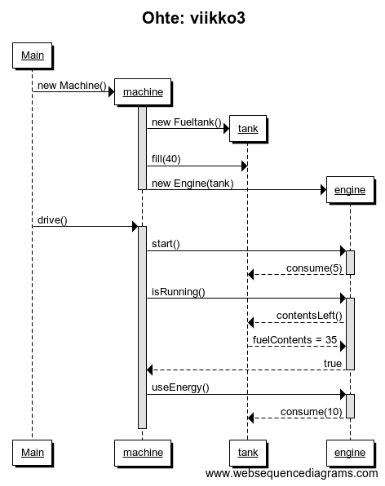 Ohte: viikko3
Main
new Machine()
machine
new Fueltank()
tank
fill(40)
new Engine(tank)
engine
drive()
start()
consume(5)
isRunning()
contentsLeft()
fuelContents = 35
true
useEnergy()
consume(10)
Main machine tank engine
www.websequencediagrams.com